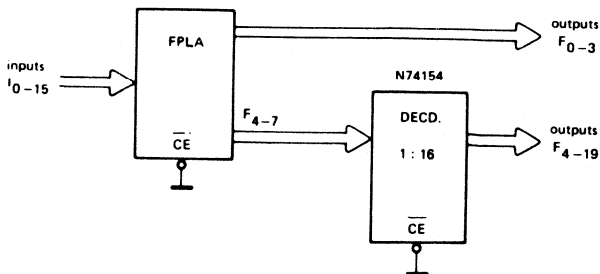 outputs
F0-3
FPLA
inputs
I0-15
N74154
F4-7
DECD.
1 : 16
outputs
F4-19
CE
CE